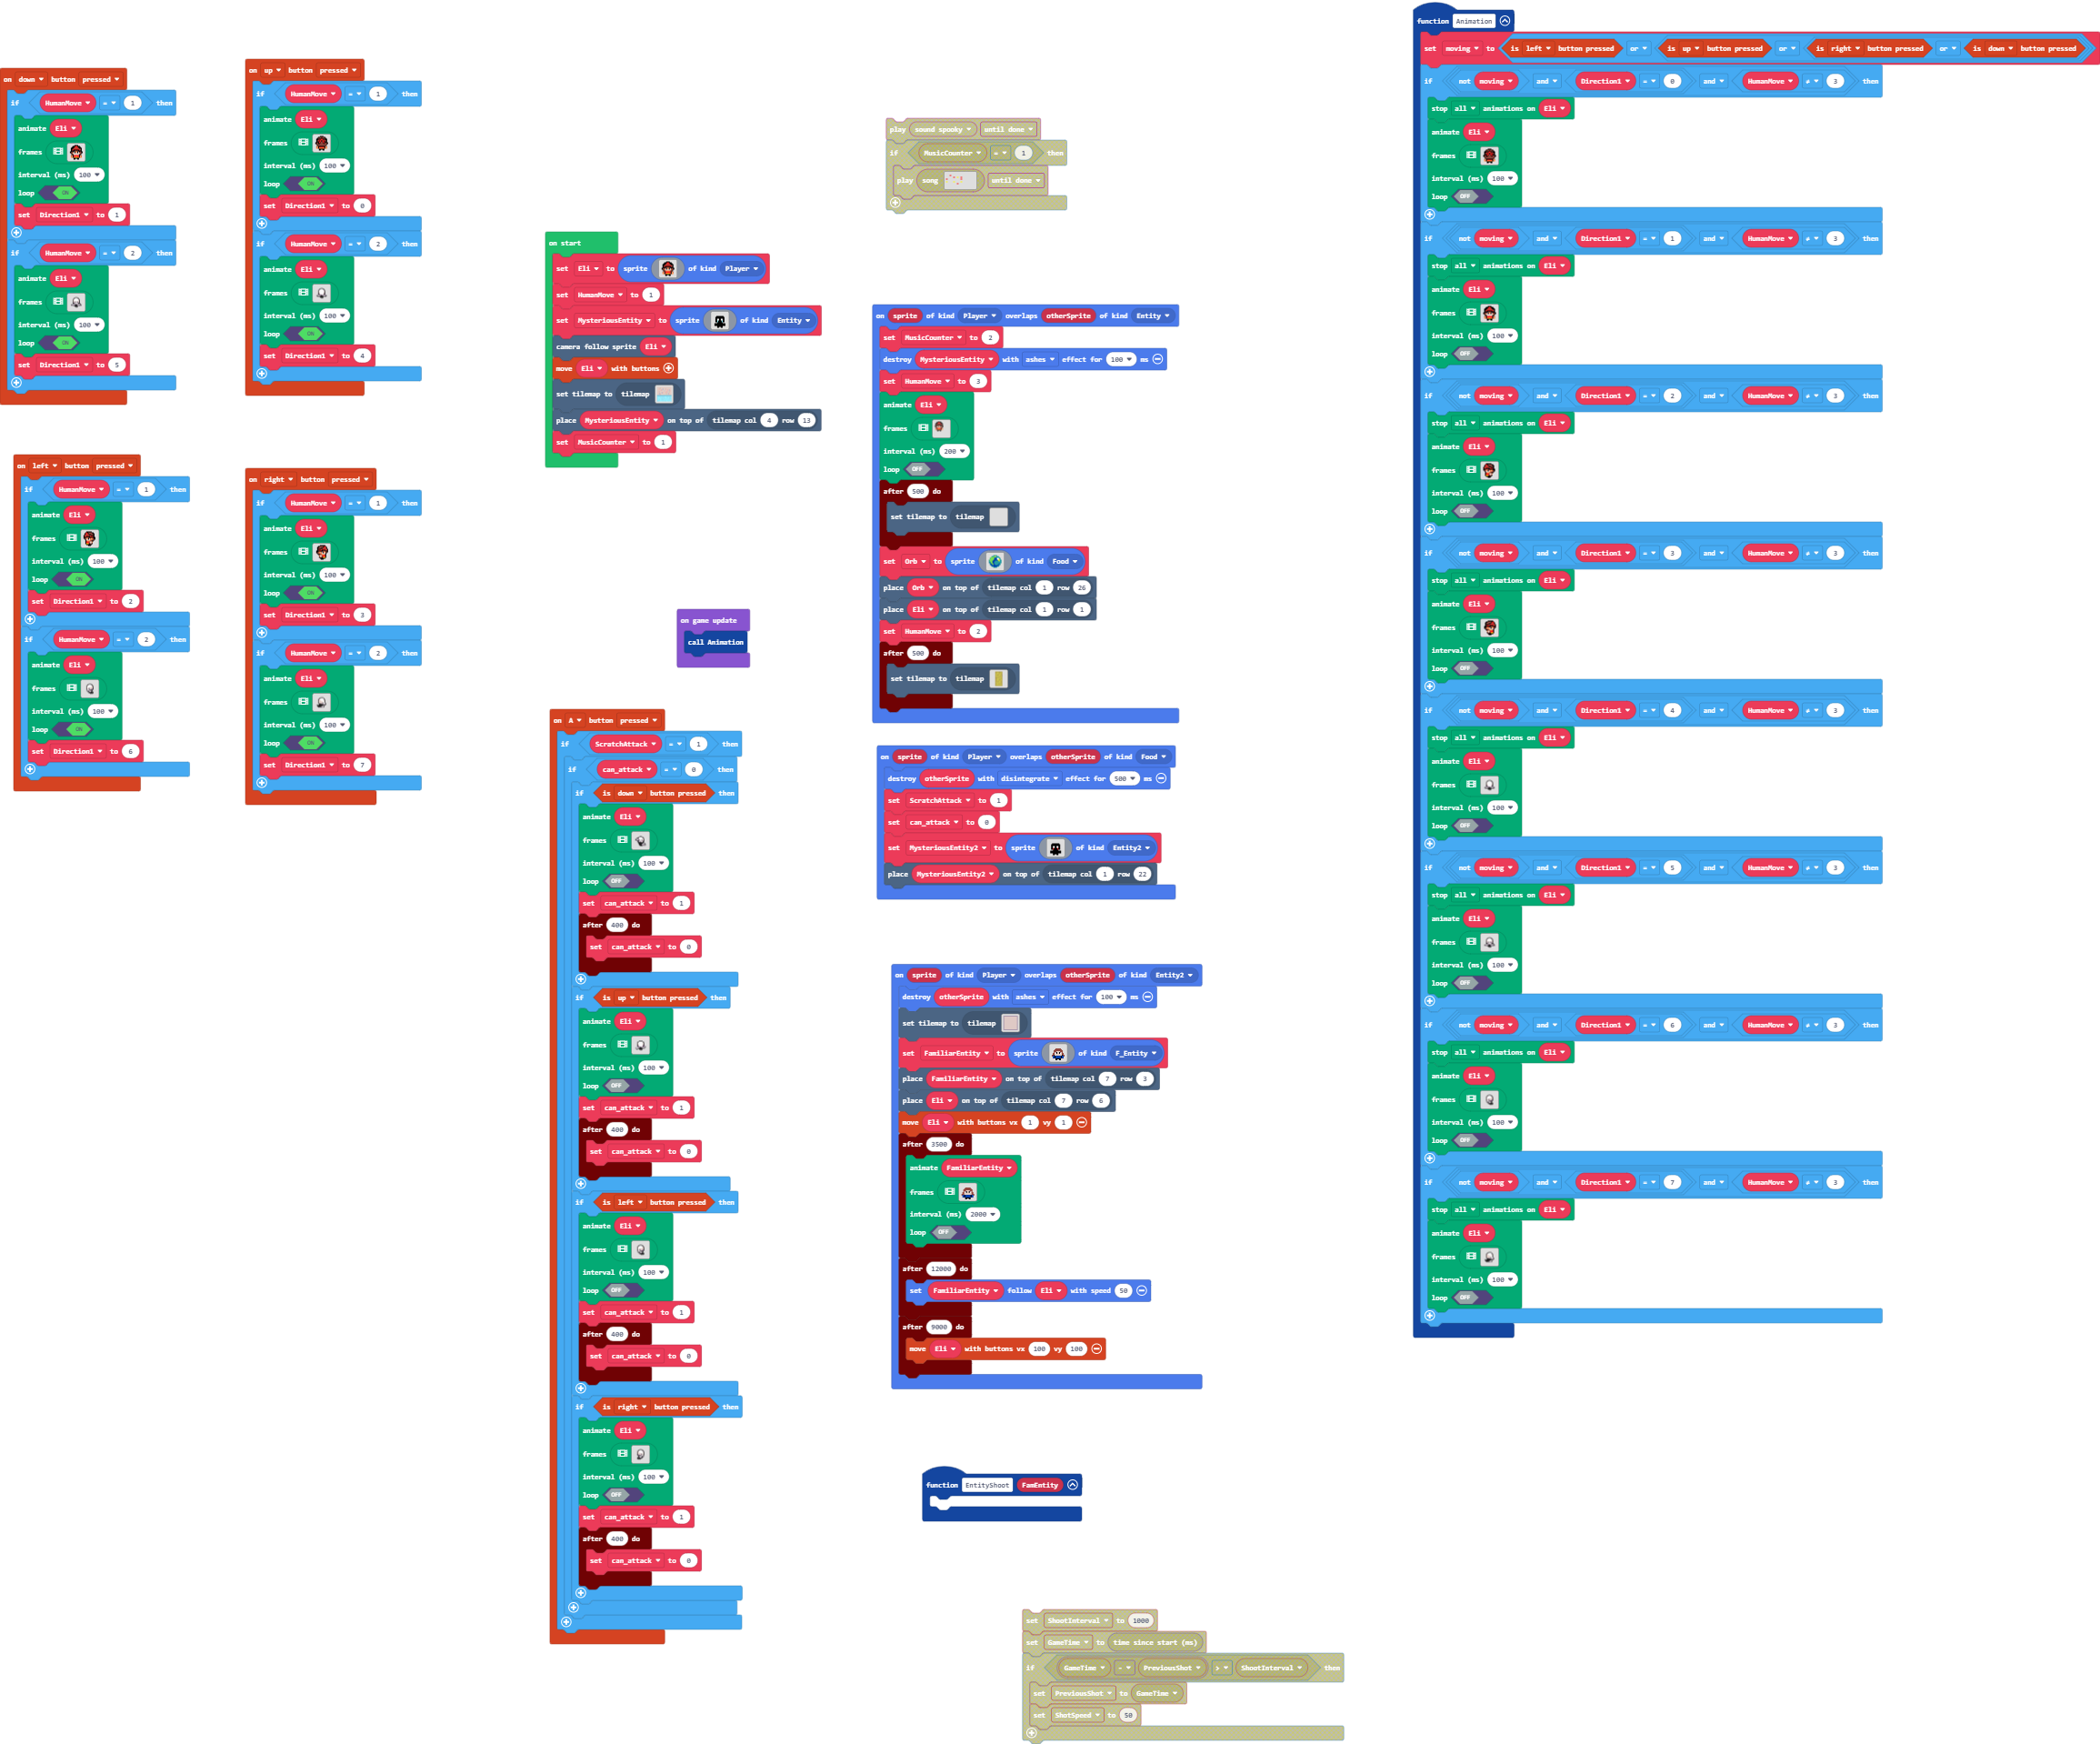 on down button pressed
if HumanMove = 1 then
animate Eli
frames
interval (ms) 100
loop ON
set Direction1 to 1
if HumanMove = 2 then
animate Eli
frames
interval (ms) 100
loop ON
set Direction1 to 5
on up button pressed
if HumanMove = 1 then
animate Eli
frames
interval (ms) 100
loop ON
set Direction1 to 0
if HumanMove = 2 then
animate Eli
frames
interval (ms) 100
loop ON
set Direction1 to 4
on left button pressed
if HumanMove = 1 then
animate Eli
frames
interval (ms) 100
loop ON
set Direction1 to 2
if HumanMove = 2 then
animate Eli
frames
interval (ms) 100
loop ON
set Direction1 to 6
on right button pressed
if HumanMove = 1 then
animate Eli
frames
interval (ms) 100
loop ON
set Direction1 to 3
if HumanMove = 2 then
animate Eli
frames
interval (ms) 100
loop ON
set Direction1 to 7
on start
set Eli to sprite of kind Player
set HumanMove to 1
set MysteriousEntity to sprite of kind Entity
camera follow sprite Eli
move Eli with buttons
set tilemap to tilemap
place MysteriousEntity on top of tilemap col 4 row 13
set MusicCounter to 1
on game update
call Animation
on A button pressed
if ScratchAttack = 1 then
if can_attack = 0 then
if is down button pressed then
animate Eli
frames
interval (ms) 100
loop OFF
set can_attack to 1
after 400 do
set can_attack to 0
if is up button pressed then
animate Eli
frames
interval (ms) 100
loop OFF
set can_attack to 1
after 400 do
set can_attack to 0
if is left button pressed then
animate Eli
frames
interval (ms) 100
loop OFF
set can_attack to 1
after 400 do
set can_attack to 0
if is right button pressed then
animate Eli
frames
interval (ms) 100
loop OFF
set can_attack to 1
after 400 do
set can_attack to 0
play sound spooky until done
if MusicCounter = 1 then
play song until done
on sprite of kind Player overlaps otherSprite of kind Entity
set MusicCounter to 2
destroy MysteriousEntity with ashes effect for 100 ms
set HumanMove to 3
animate Eli
frames
interval (ms) 200
loop OFF
after 500 do
set tilemap to tilemap
set Orb to sprite of kind Food
place Orb on top of tilemap col 1 row 26
place Eli on top of tilemap col 1 row 1
set HumanMove to 2
after 500 do
set tilemap to tilemap
on sprite of kind Player overlaps otherSprite of kind Food
destroy otherSprite with disintegrate effect for 500 ms
set ScratchAttack to 1
set can_attack to 0
set MysteriousEntity2 to sprite of kind Entity2
place MysteriousEntity2 on top of tilemap col 1 row 22
on sprite of kind Player overlaps otherSprite of kind Entity2
destroy otherSprite with ashes effect for 100 ms
set tilemap to tilemap
set FamiliarEntity to sprite of kind F_Entity
place FamiliarEntity on top of tilemap col 7 row 3
place Eli on top of tilemap col 7 row 6
move Eli with buttons vx 1 vy 1
after 3500 do
animate FamiliarEntity
frames
interval (ms) 2000
loop OFF
after 12000 do
set FamiliarEntity follow Eli with speed 50
after 9000 do
move Eli with buttons vx 100 vy 100
function EntityShoot FamEntity
set ShootInterval to 1000
set GameTime to time since start (ms)
if GameTime - PreviousShot > ShootInterval then
set PreviousShot to GameTime
set ShotSpeed to 50
function Animation
set moving to is left button pressed or is up button pressed or is right button pressed or is down button pressed
if not moving and Direction1 = 0 and HumanMove ≠ 3 then
stop all animations on Eli
animate Eli
frames
interval (ms) 100
loop OFF
if not moving and Direction1 = 1 and HumanMove ≠ 3 then
stop all animations on Eli
animate Eli
frames
interval (ms) 100
loop OFF
if not moving and Direction1 = 2 and HumanMove ≠ 3 then
stop all animations on Eli
animate Eli
frames
interval (ms) 100
loop OFF
if not moving and Direction1 = 3 and HumanMove ≠ 3 then
stop all animations on Eli
animate Eli
frames
interval (ms) 100
loop OFF
if not moving and Direction1 = 4 and HumanMove ≠ 3 then
stop all animations on Eli
animate Eli
frames
interval (ms) 100
loop OFF
if not moving and Direction1 = 5 and HumanMove ≠ 3 then
stop all animations on Eli
animate Eli
frames
interval (ms) 100
loop OFF
if not moving and Direction1 = 6 and HumanMove ≠ 3 then
stop all animations on Eli
animate Eli
frames
interval (ms) 100
loop OFF
if not moving and Direction1 = 7 and HumanMove ≠ 3 then
stop all animations on Eli
animate Eli
frames
interval (ms) 100
loop OFF